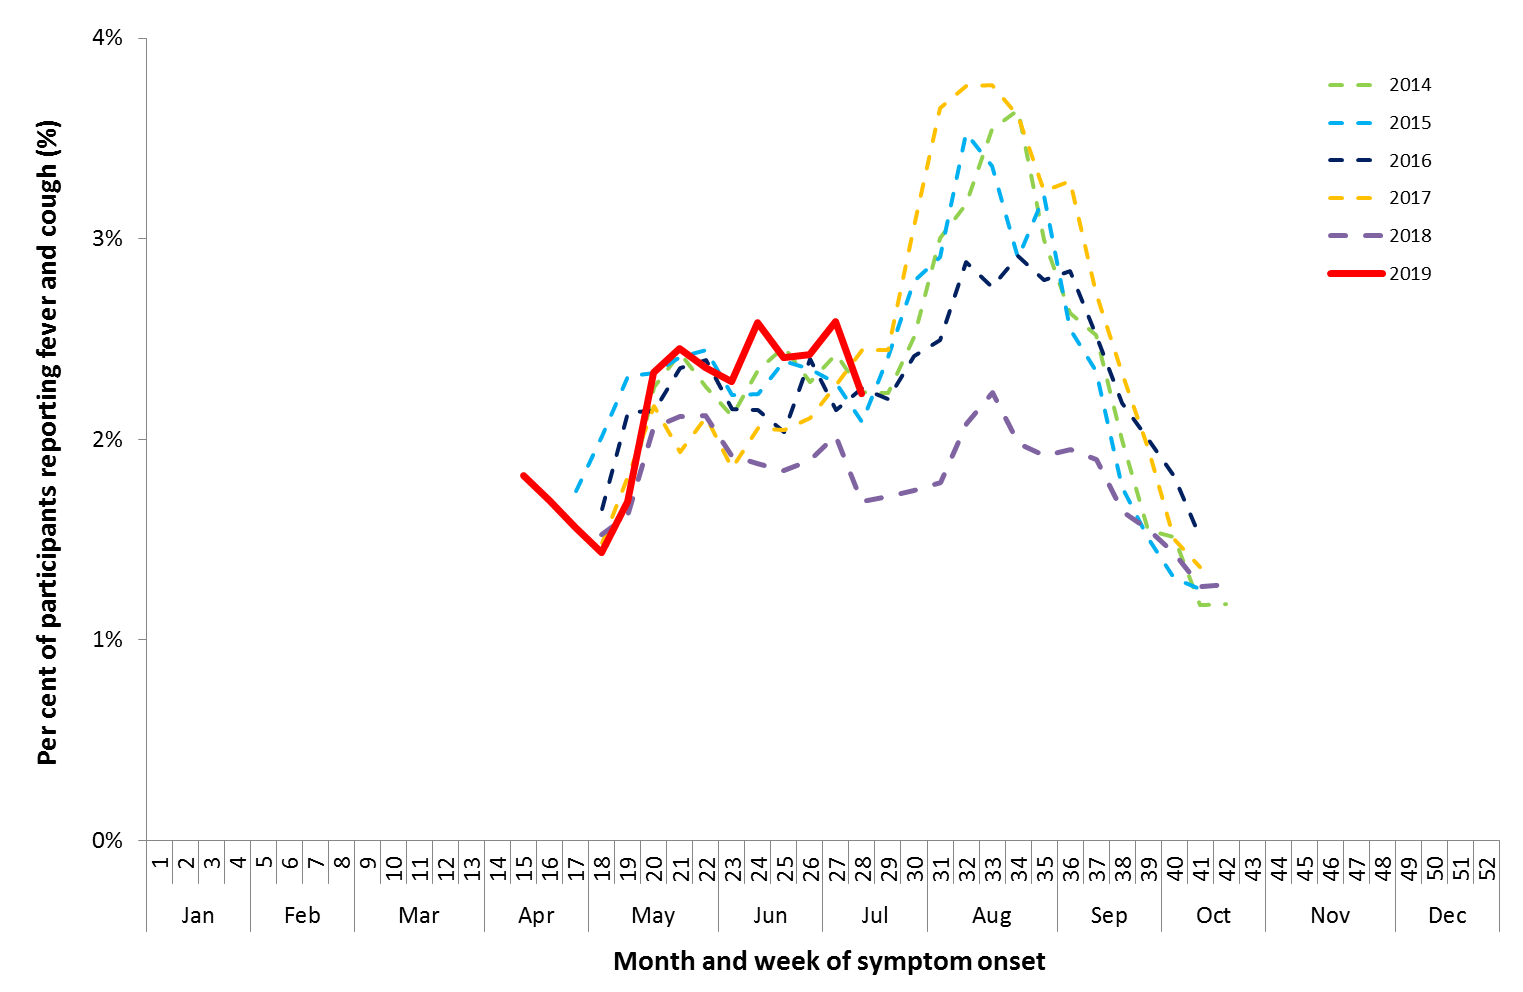 4%
3%
2%
1%
0%
Per cent of participants reporting fever and cough (%)
2014
2015
2016
2017
2018
2019
1 2 3 4 5 6 7 8 9 10 11 12 13 14 15 16 17 18 19 20 21 22 23 24 25 26 27 28 29 30 31 32 33 34 35 36 37 38 39 40 41 42 43 44 45 46 47 48 49 50 51 52
Jan Feb Mar Apr May Jun Jul Aug Sep Oct Nov Dec
Month and week of symptom onset